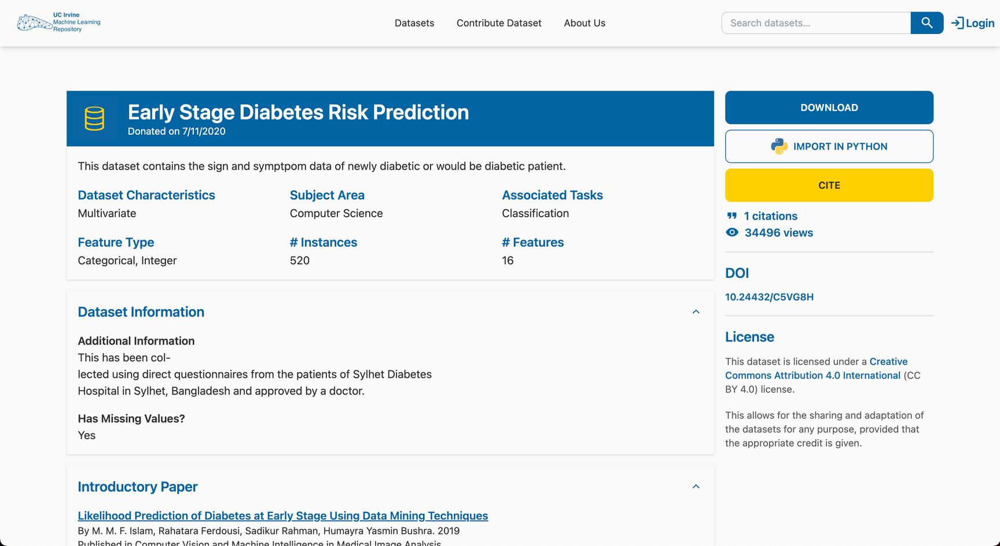 UC Irvine
Machine Learning
Repository
Datasets
Contribute Dataset
About Us
Search datasets...
Login
Early Stage Diabetes Risk Prediction
Donated on 7/11/2020
This dataset contains the sign and symptpom data of newly diabetic or would be diabetic patient.
Dataset Characteristics
Multivariate
Subject Area
Computer Science
Associated Tasks
Classification
Feature Type
Categorical, Integer
# Instances
520
# Features
16
Dataset Information
Additional Information
This has been col-
lected using direct questionnaires from the patients of Sylhet Diabetes
Hospital in Sylhet, Bangladesh and approved by a doctor.
Has Missing Values?
Yes
Introductory Paper
Likelihood Prediction of Diabetes at Early Stage Using Data Mining Techniques
By M. M. F. Islam, Rahatara Ferdousi, Sadikur Rahman, Humayra Yasmin Bushra. 2019
Published in Computer Vision and Machine Intelligence in Medical Image Analysis
DOWNLOAD
IMPORT IN PYTHON
CITE
1 citations
34496 views
DOI
10.24432/C5VG8H
License
This dataset is licensed under a Creative
Commons Attribution 4.0 International (CC
BY 4.0) license.
This allows for the sharing and adaptation of
the datasets for any purpose, provided that
the appropriate credit is given.